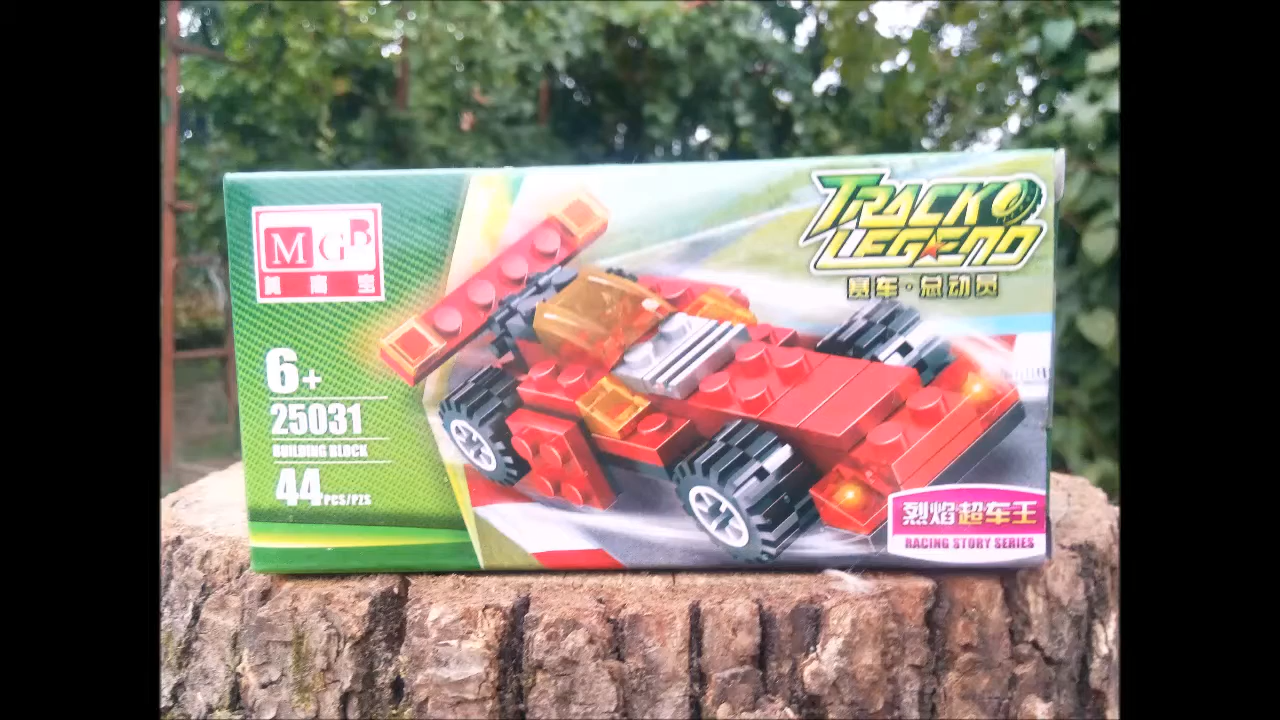 MGB
美高宝
6+
25031
BUILDING BLOCK
44PCS/PZS
TRACK
LEGEND
赛车·总动员
烈焰超车王
RACING STORY SERIES